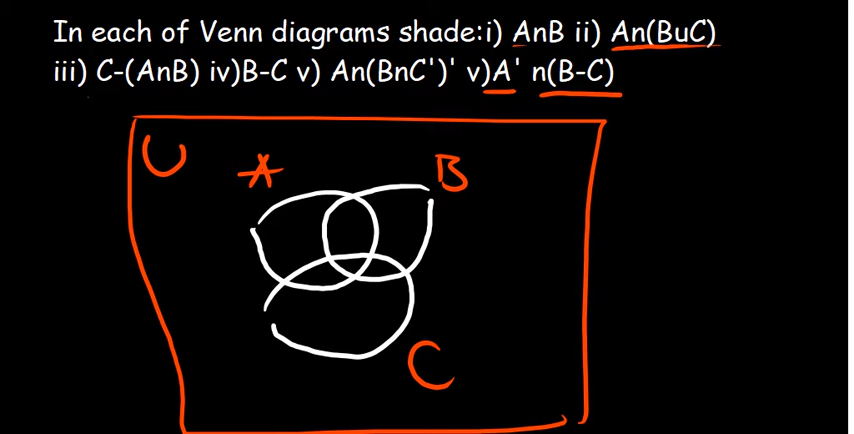 In each of Venn diagrams shade:i) AnB ii) An(BuC)
iii) C-(AnB) iv)B-C v) An(BnC')' v)A' n(B-C)
U
A
B
C